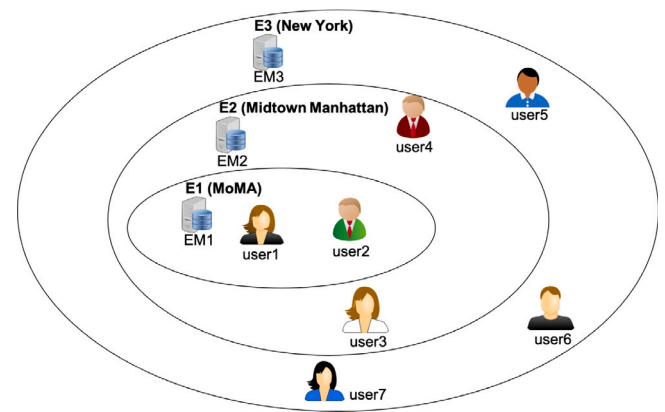 E3 (New York)
EM3
user5
E2 (Midtown Manhattan)
EM2
user4
E1 (MoMA)
EM1
user1
user2
user3
user6
user7